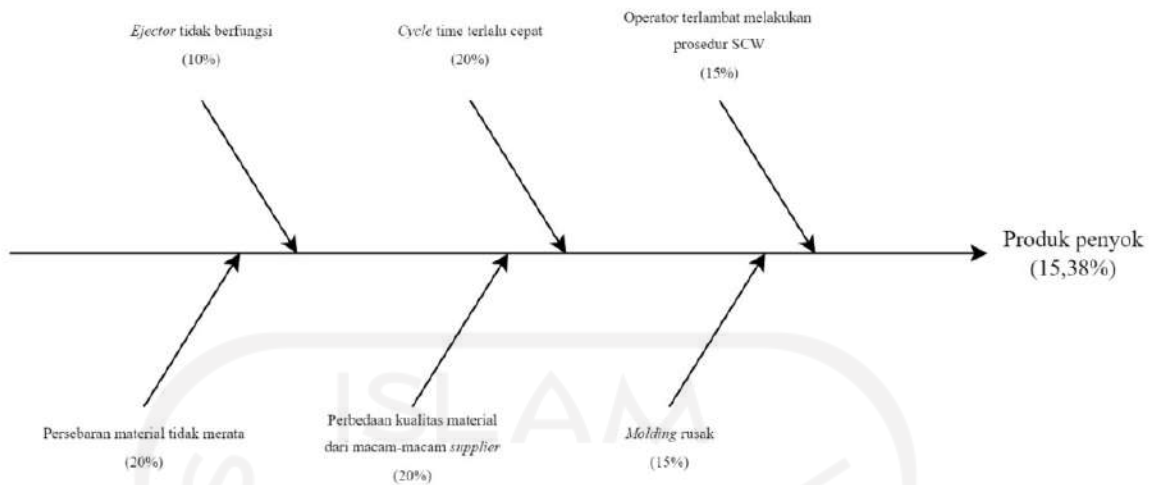 Ejector tidak berfungsi
(10%)
Cycle time terlalu cepat
(20%)
Operator terlambat melakukan
prosedur SCW
(15%)
Produk penyok
(15,38%)
Persebaran material tidak merata
(20%)
Perbedaan kualitas material
dari macam-macam supplier
(20%)
Molding rusak
(15%)
ISLAM